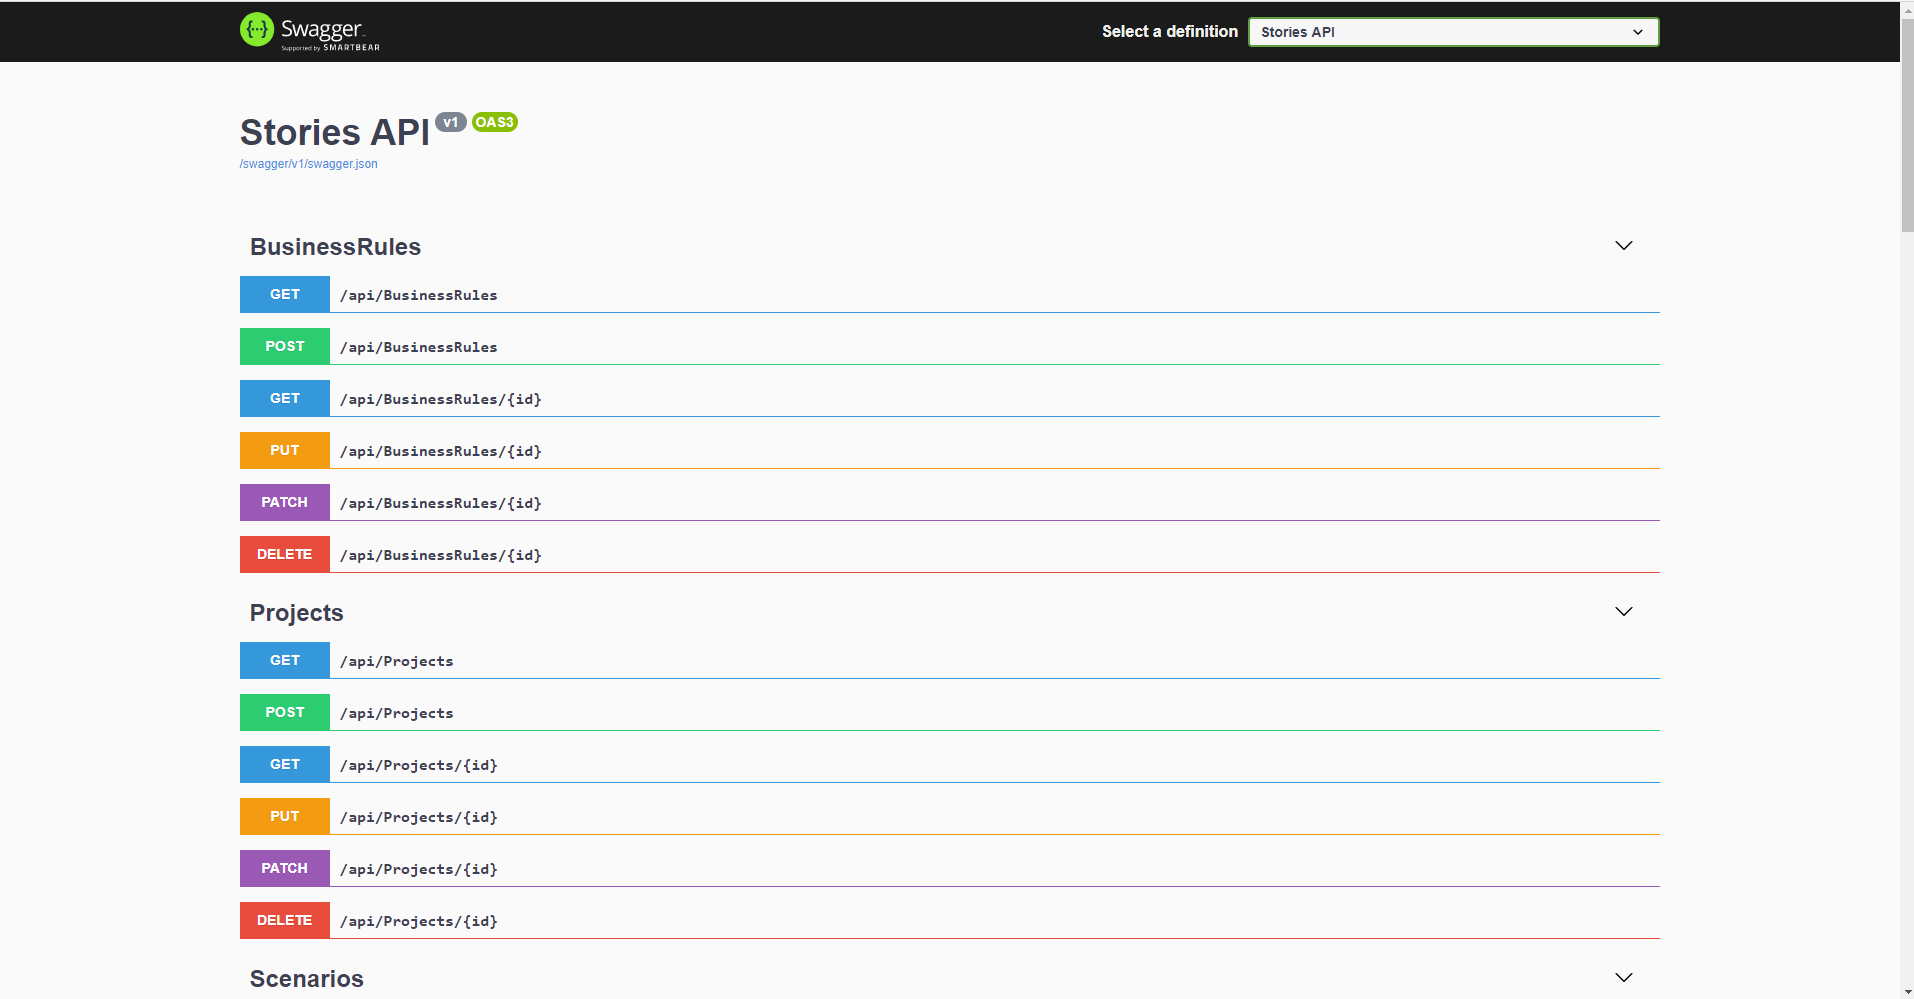 Swagger
Supported by SMARTBEAR
Select a definition
Stories API
Stories API v1 OAS3
/swagger/v1/swagger.json
BusinessRules
GET /api/BusinessRules
POST /api/BusinessRules
GET /api/BusinessRules/{id}
PUT /api/BusinessRules/{id}
PATCH /api/BusinessRules/{id}
DELETE /api/BusinessRules/{id}
Projects
GET /api/Projects
POST /api/Projects
GET /api/Projects/{id}
PUT /api/Projects/{id}
PATCH /api/Projects/{id}
DELETE /api/Projects/{id}
Scenarios